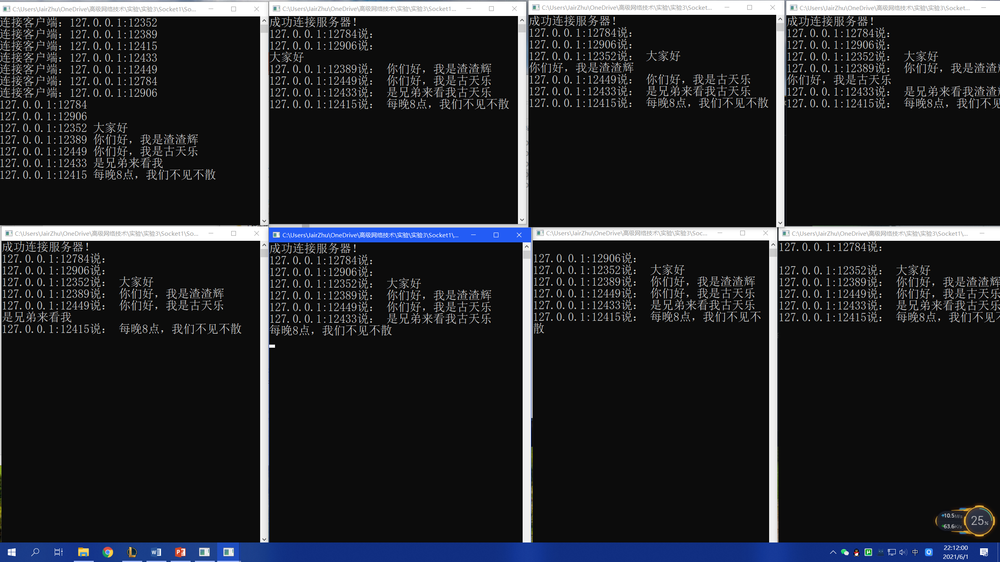 C:\Users\JairZhu\OneDrive\高级网络技术\实验\实验3\Socket1\So...
连接客户端：127.0.0.1:12352
连接客户端：127.0.0.1:12389
连接客户端：127.0.0.1:12415
连接客户端：127.0.0.1:12433
连接客户端：127.0.0.1:12449
连接客户端：127.0.0.1:12784
连接客户端：127.0.0.1:12906
127.0.0.1:12784
127.0.0.1:12906
127.0.0.1:12352 大家好
127.0.0.1:12389 你们好，我是渣渣辉
127.0.0.1:12449 你们好，我是古天乐
127.0.0.1:12433 是兄弟来看我
127.0.0.1:12415 每晚8点，我们不见不散
C:\Users\JairZhu\OneDrive\高级网络技术\实验\实验3\Socket1...
成功连接服务器！
127.0.0.1:12784说：
127.0.0.1:12906说：
大家好
127.0.0.1:12389说： 你们好，我是渣渣辉
127.0.0.1:12449说： 你们好，我是古天乐
127.0.0.1:12433说： 是兄弟来看我古天乐
127.0.0.1:12415说： 每晚8点，我们不见不散
C:\Users\JairZhu\OneDrive\高级网络技术\实验\实验3\Socket...
成功连接服务器！
127.0.0.1:12784说：
127.0.0.1:12906说：
127.0.0.1:12352说： 大家好
你们好，我是渣渣辉
127.0.0.1:12449说： 你们好，我是古天乐
127.0.0.1:12433说： 是兄弟来看我古天乐
127.0.0.1:12415说： 每晚8点，我们不见不散
C:\Users\JairZhu\OneDrive\高级网络技术\实验\实验3\Socket...
成功连接服务器！
127.0.0.1:12784说：
127.0.0.1:12906说：
127.0.0.1:12352说： 大家好
127.0.0.1:12389说： 你们好，我是渣渣
你们好，我是古天乐
127.0.0.1:12433说： 是兄弟来看我渣渣
127.0.0.1:12415说： 每晚8点，我们不见
C:\Users\JairZhu\OneDrive\高级网络技术\实验\实验3\Socket1\So...
成功连接服务器！
127.0.0.1:12784说：
127.0.0.1:12906说：
127.0.0.1:12352说： 大家好
127.0.0.1:12389说： 你们好，我是渣渣辉
127.0.0.1:12449说： 你们好，我是古天乐
是兄弟来看我
127.0.0.1:12415说： 每晚8点，我们不见不散
C:\Users\JairZhu\OneDrive\高级网络技术\实验\实验3\Socket1\...
成功连接服务器！
127.0.0.1:12784说：
127.0.0.1:12906说：
127.0.0.1:12352说： 大家好
127.0.0.1:12389说： 你们好，我是渣渣辉
127.0.0.1:12449说： 你们好，我是古天乐
127.0.0.1:12433说： 是兄弟来看我古天乐
每晚8点，我们不见不散
C:\Users\JairZhu\OneDrive\高级网络技术\实验\实验3\Soc...
127.0.0.1:12906说：
127.0.0.1:12352说： 大家好
127.0.0.1:12389说： 你们好，我是渣渣辉
127.0.0.1:12449说： 你们好，我是古天乐
127.0.0.1:12433说： 是兄弟来看我古天乐
127.0.0.1:12415说： 每晚8点，我们不见不
散
C:\Users\JairZhu\OneDrive\高级网络技术\实验\实验3\Socket1\...
127.0.0.1:12784说：
127.0.0.1:12352说： 大家好
127.0.0.1:12389说： 你们好，我是渣渣辉
127.0.0.1:12449说： 你们好，我是古天乐
127.0.0.1:12433说： 是兄弟来看我古天乐
127.0.0.1:12415说： 每晚8点，我们不见
10.5M/s
63.6K/s
25%
中
22:12:00
2021/6/1